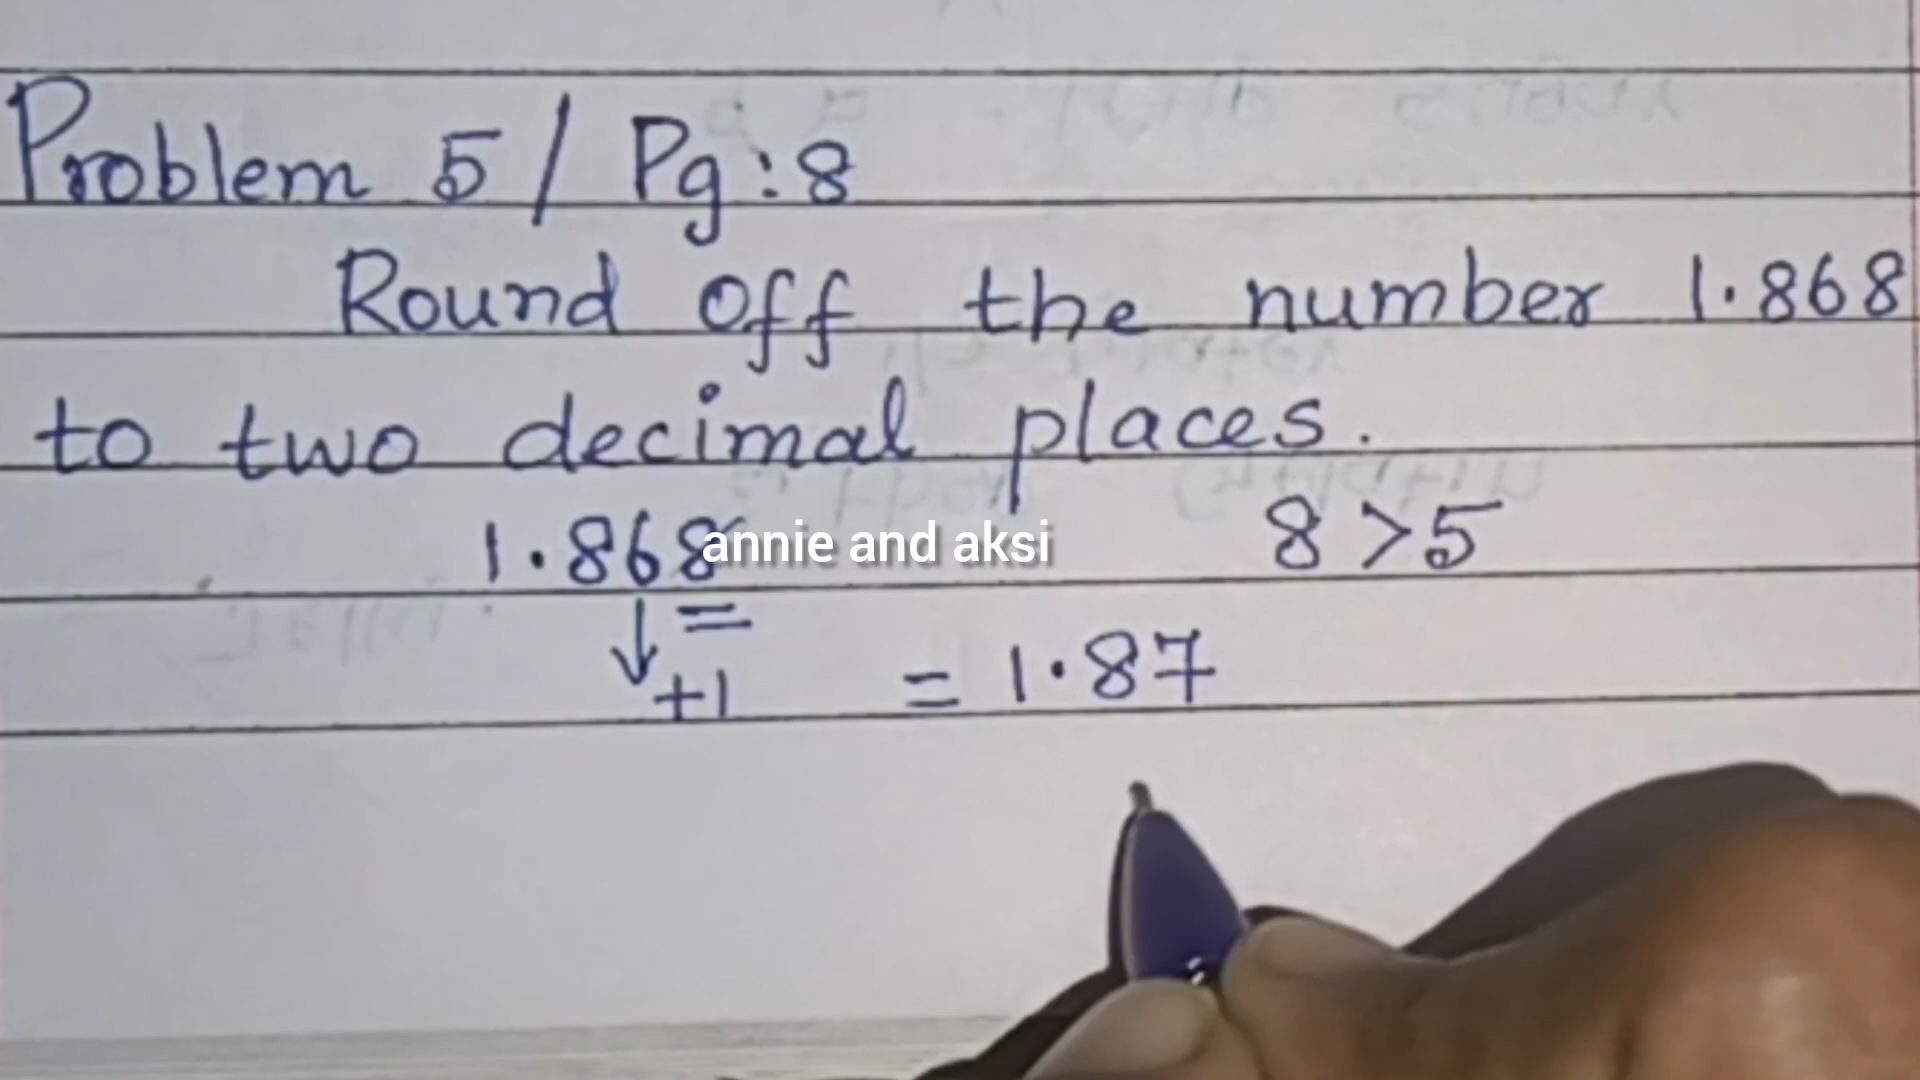 Problem 5 / Pg:8
Round off the number 1.868
to two decimal places.
1.868 annie and aksi 8 > 5
↓ =
+1 = 1.87